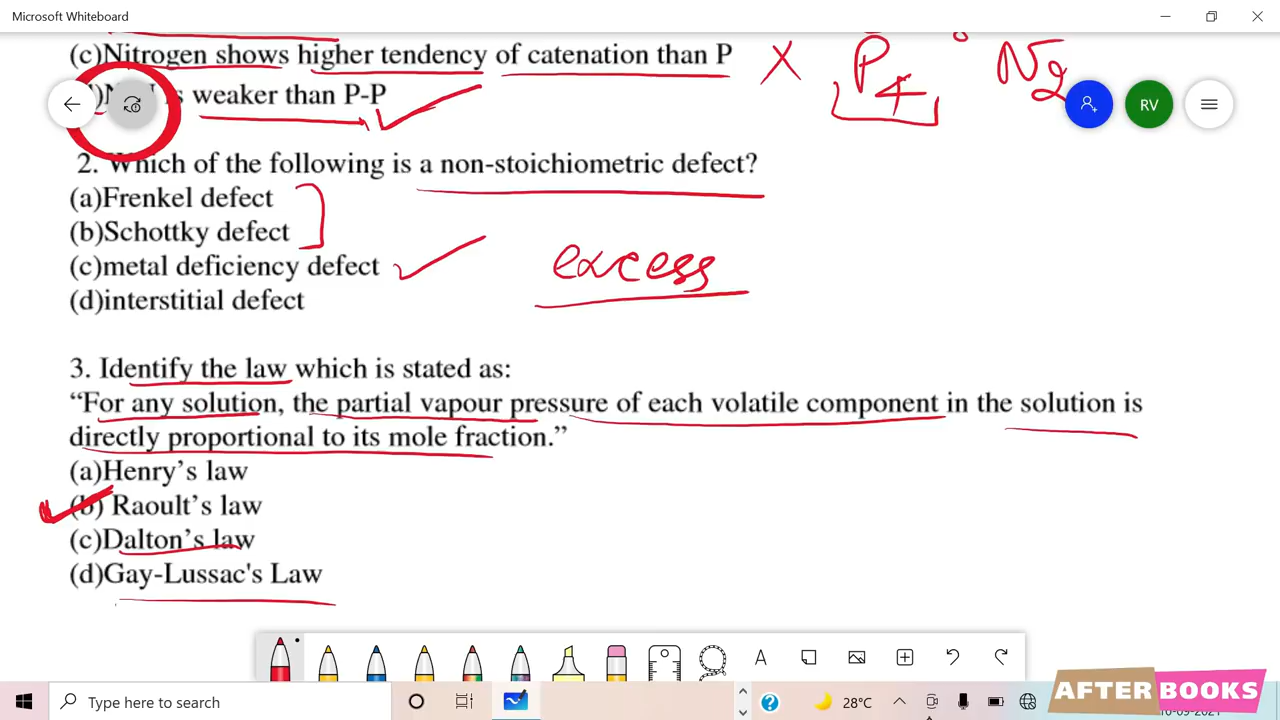 Microsoft Whiteboard
(c)Nitrogen shows higher tendency of catenation than P
X P4 N2
is weaker than P-P
RV
2. Which of the following is a non-stoichiometric defect?
(a)Frenkel defect
(b)Schottky defect
(c)metal deficiency defect
excess
(d)interstitial defect
3. Identify the law which is stated as:
“For any solution, the partial vapour pressure of each volatile component in the solution is
directly proportional to its mole fraction.”
(a)Henry’s law
(b) Raoult’s law
(c)Dalton’s law
(d)Gay-Lussac's Law
A
Type here to search
28°C
AFTER BOOKS